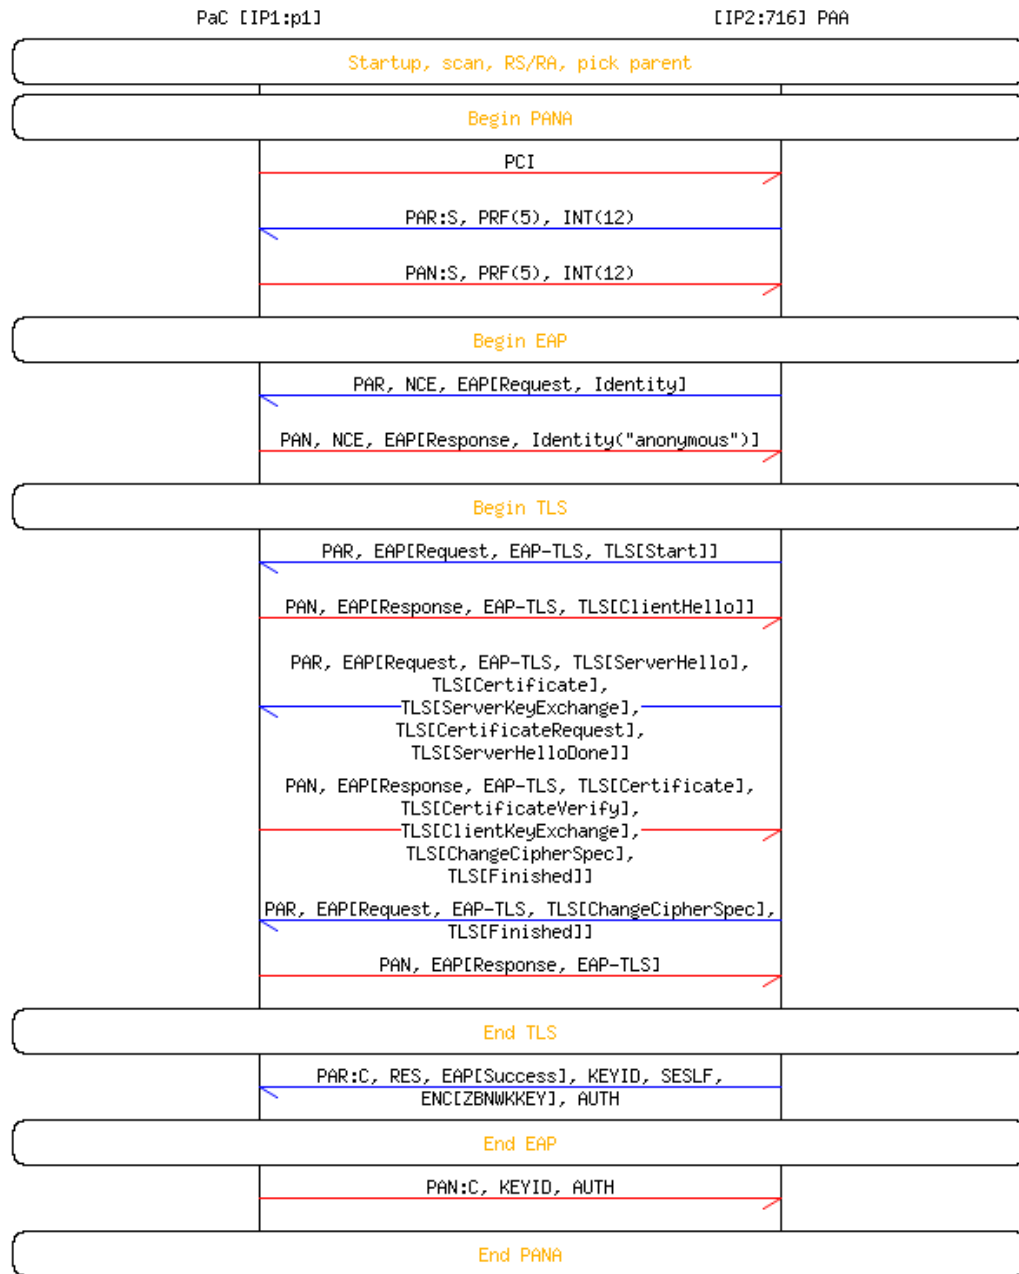 PaC [IP1:p1] [IP2:716] PAA
Startup, scan, RS/RA, pick parent
Begin PANA
PCI
PAR:S, PRF(5), INT(12)
PAN:S, PRF(5), INT(12)
Begin EAP
PAR, NCE, EAP[Request, Identity]
PAN, NCE, EAP[Response, Identity("anonymous")]
Begin TLS
PAR, EAP[Request, EAP-TLS, TLS[Start]]
PAN, EAP[Response, EAP-TLS, TLS[ClientHello]]
PAR, EAP[Request, EAP-TLS, TLS[ServerHello],
TLS[Certificate],
TLS[ServerKeyExchange],
TLS[CertificateRequest],
TLS[ServerHelloDone]]
PAN, EAP[Response, EAP-TLS, TLS[Certificate],
TLS[CertificateVerify],
TLS[ClientKeyExchange],
TLS[ChangeCipherSpec],
TLS[Finished]]
PAR, EAP[Request, EAP-TLS, TLS[ChangeCipherSpec],
TLS[Finished]]
PAN, EAP[Response, EAP-TLS]
End TLS
PAR:C, RES, EAP[Success], KEYID, SESLF,
ENC[ZBNWKKEY], AUTH
End EAP
PAN:C, KEYID, AUTH
End PANA